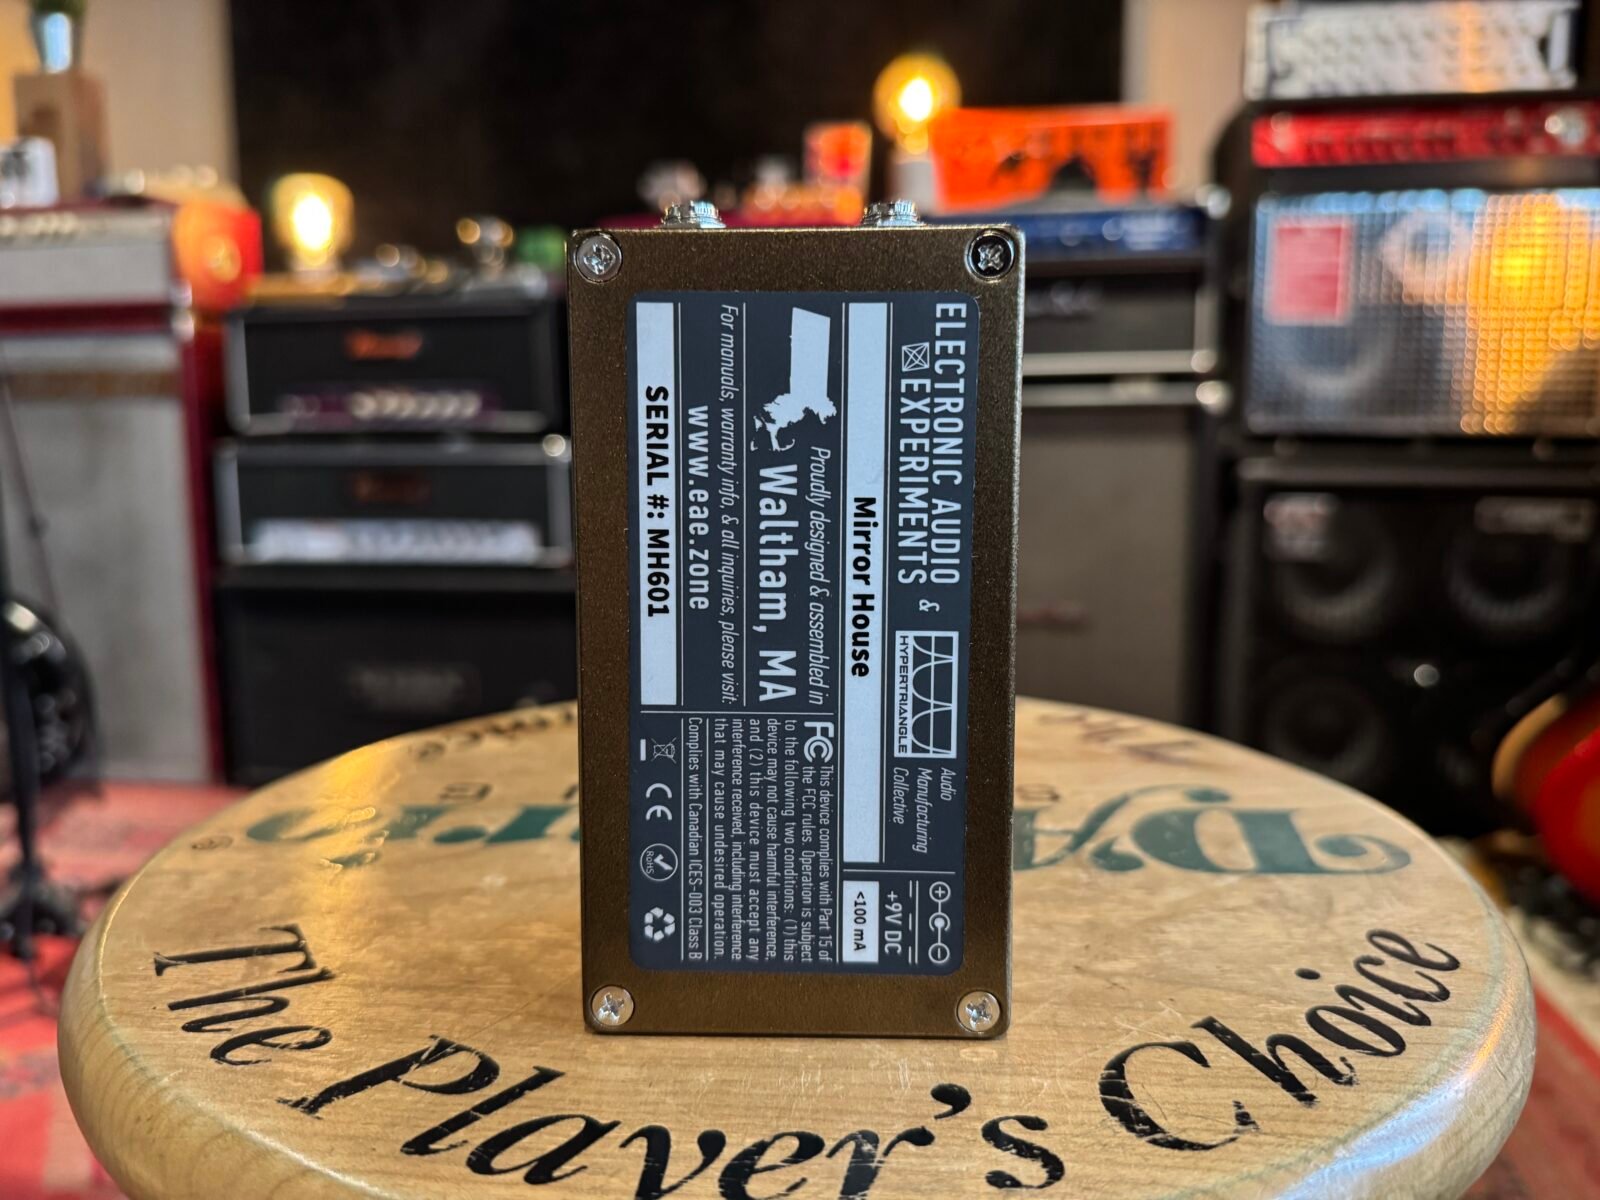 ELECTRONIC AUDIO
EXPERIMENTS &
HYPERTRIANGLE
Audio
Manufacturing
Collective
Mirror House
+9V DC
<100 mA
Proudly designed & assembled in
Waltham, MA
For manuals, warranty info, & all inquiries, please visit:
www.eae.zone
SERIAL #: MH601
FC This device complies with Part 15 of
the FCC rules. Operation is subject
to the following two conditions: (1) this
device may not cause harmful interference,
and (2) this device must accept any
interference received, including interference
that may cause undesired operation.
Complies with Canadian ICES-003 Class B
CE
RoHS
The Player's Choice